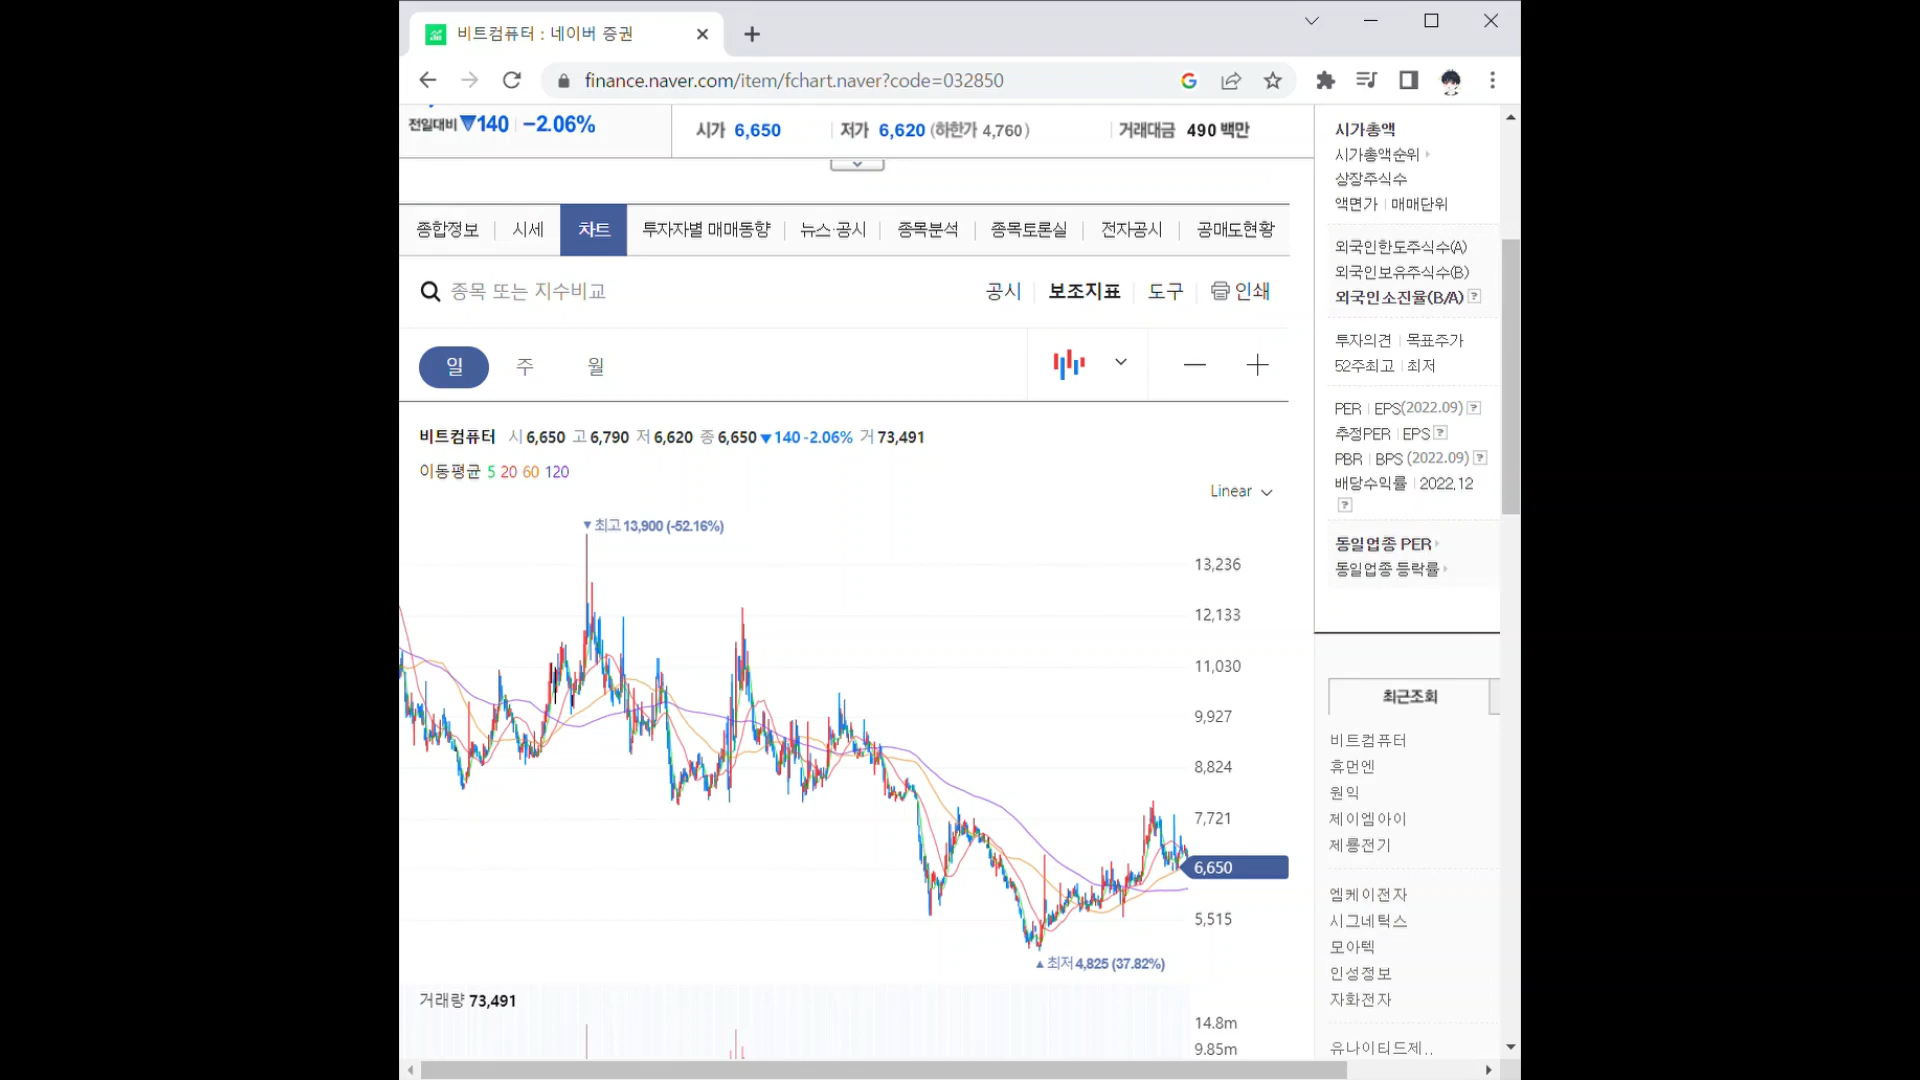 비트컴퓨터 : 네이버 증권
finance.naver.com/item/fchart.naver?code=032850
전일대비 ▼140 -2.06%
시가 6,650 저가 6,620 (하한가 4,760) 거래대금 490 백만
종합정보 시세 차트 투자자별 매매동향 뉴스·공시 종목분석 종목토론실 전자공시 공매도현황
종목 또는 지수비교 공시 보조지표 도구 인쇄
일 주 월
비트컴퓨터 시 6,650 고 6,790 저 6,620 종 6,650 ▼140 -2.06% 거 73,491
이동평균 5 20 60 120
Linear
▼최고 13,900 (-52.16%)
13,236
12,133
11,030
9,927
8,824
7,721
6,650
5,515
▲최저 4,825 (37.82%)
거래량 73,491
14.8m
9.85m
시가총액
시가총액순위
상장주식수
액면가 매매단위
외국인한도주식수(A)
외국인보유주식수(B)
외국인소진율(B/A) ?
투자의견 목표주가
52주최고 최저
PER EPS(2022.09) ?
추정PER EPS ?
PBR BPS (2022.09) ?
배당수익률 2022.12
?
동일업종 PER
동일업종 등락률
최근조회
비트컴퓨터
휴먼엔
원익
제이엠아이
제룡전기
엠케이전자
시그네틱스
모아텍
인성정보
자화전자
유나이티드제..